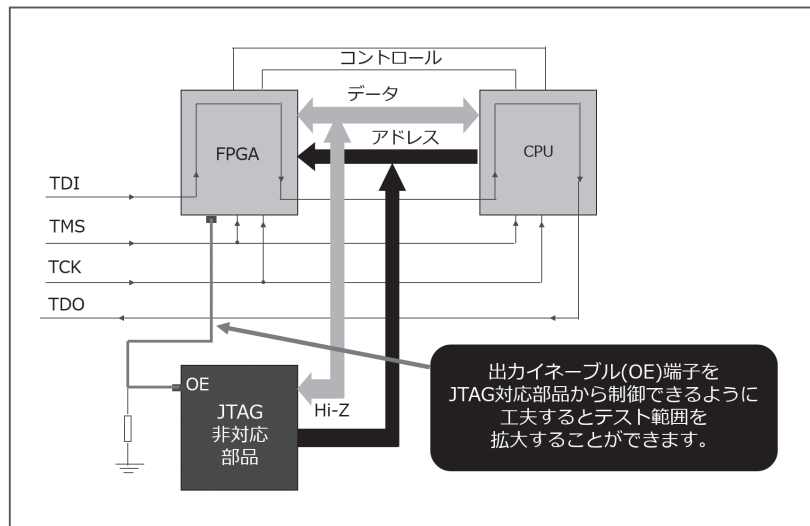 コントロール
データ
アドレス
FPGA
CPU
TDI
TMS
TCK
TDO
OE
Hi-Z
JTAG
非対応
部品
出力イネーブル(OE)端子を
JTAG対応部品から制御できるように
工夫するとテスト範囲を
拡大することができます。